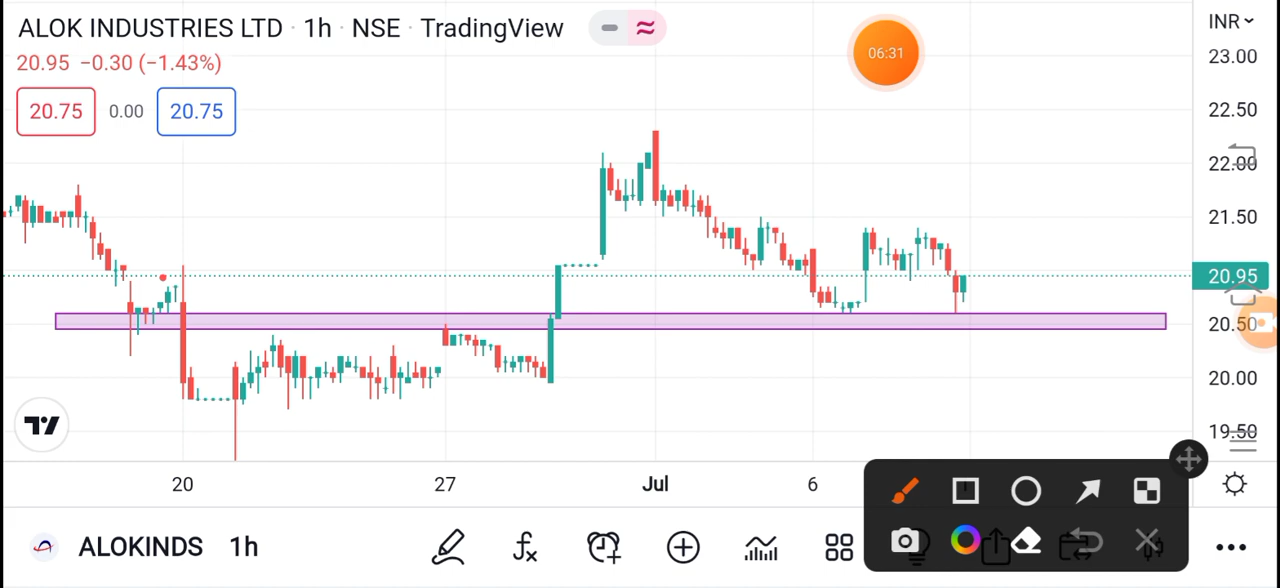 ALOK INDUSTRIES LTD · 1h · NSE · TradingView
INR
06:31
23.00
20.95 −0.30 (−1.43%)
20.75 0.00 20.75
22.50
22.00
21.50
20.95
20.50
20.00
19.50
20 27 Jul 6
ALOKINDS 1h